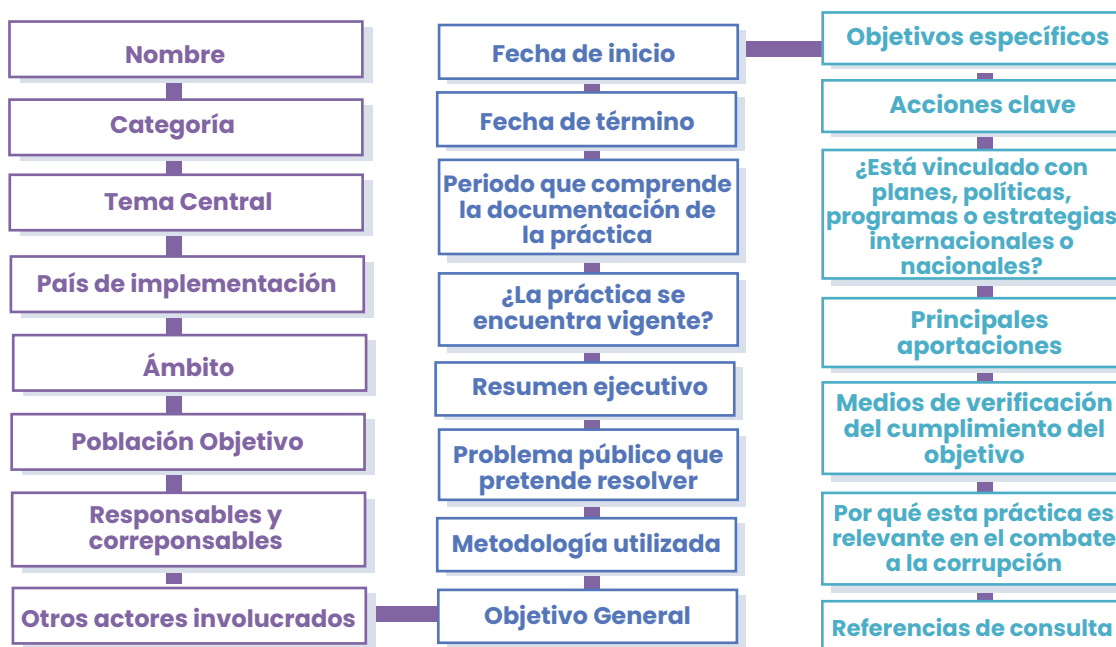 Nombre
Categoría
Tema Central
País de implementación
Ámbito
Población Objetivo
Responsables y
correponsables
Otros actores involucrados
Fecha de inicio
Fecha de término
Periodo que comprende
la documentación de
la práctica
¿La práctica se
encuentra vigente?
Resumen ejecutivo
Problema público que
pretende resolver
Metodología utilizada
Objetivo General
Objetivos específicos
Acciones clave
¿Está vinculado con
planes, políticas,
programas o estrategias
internacionales o
nacionales?
Principales
aportaciones
Medios de verificación
del cumplimiento del
objetivo
Por qué esta práctica es
relevante en el combate
a la corrupción
Referencias de consulta